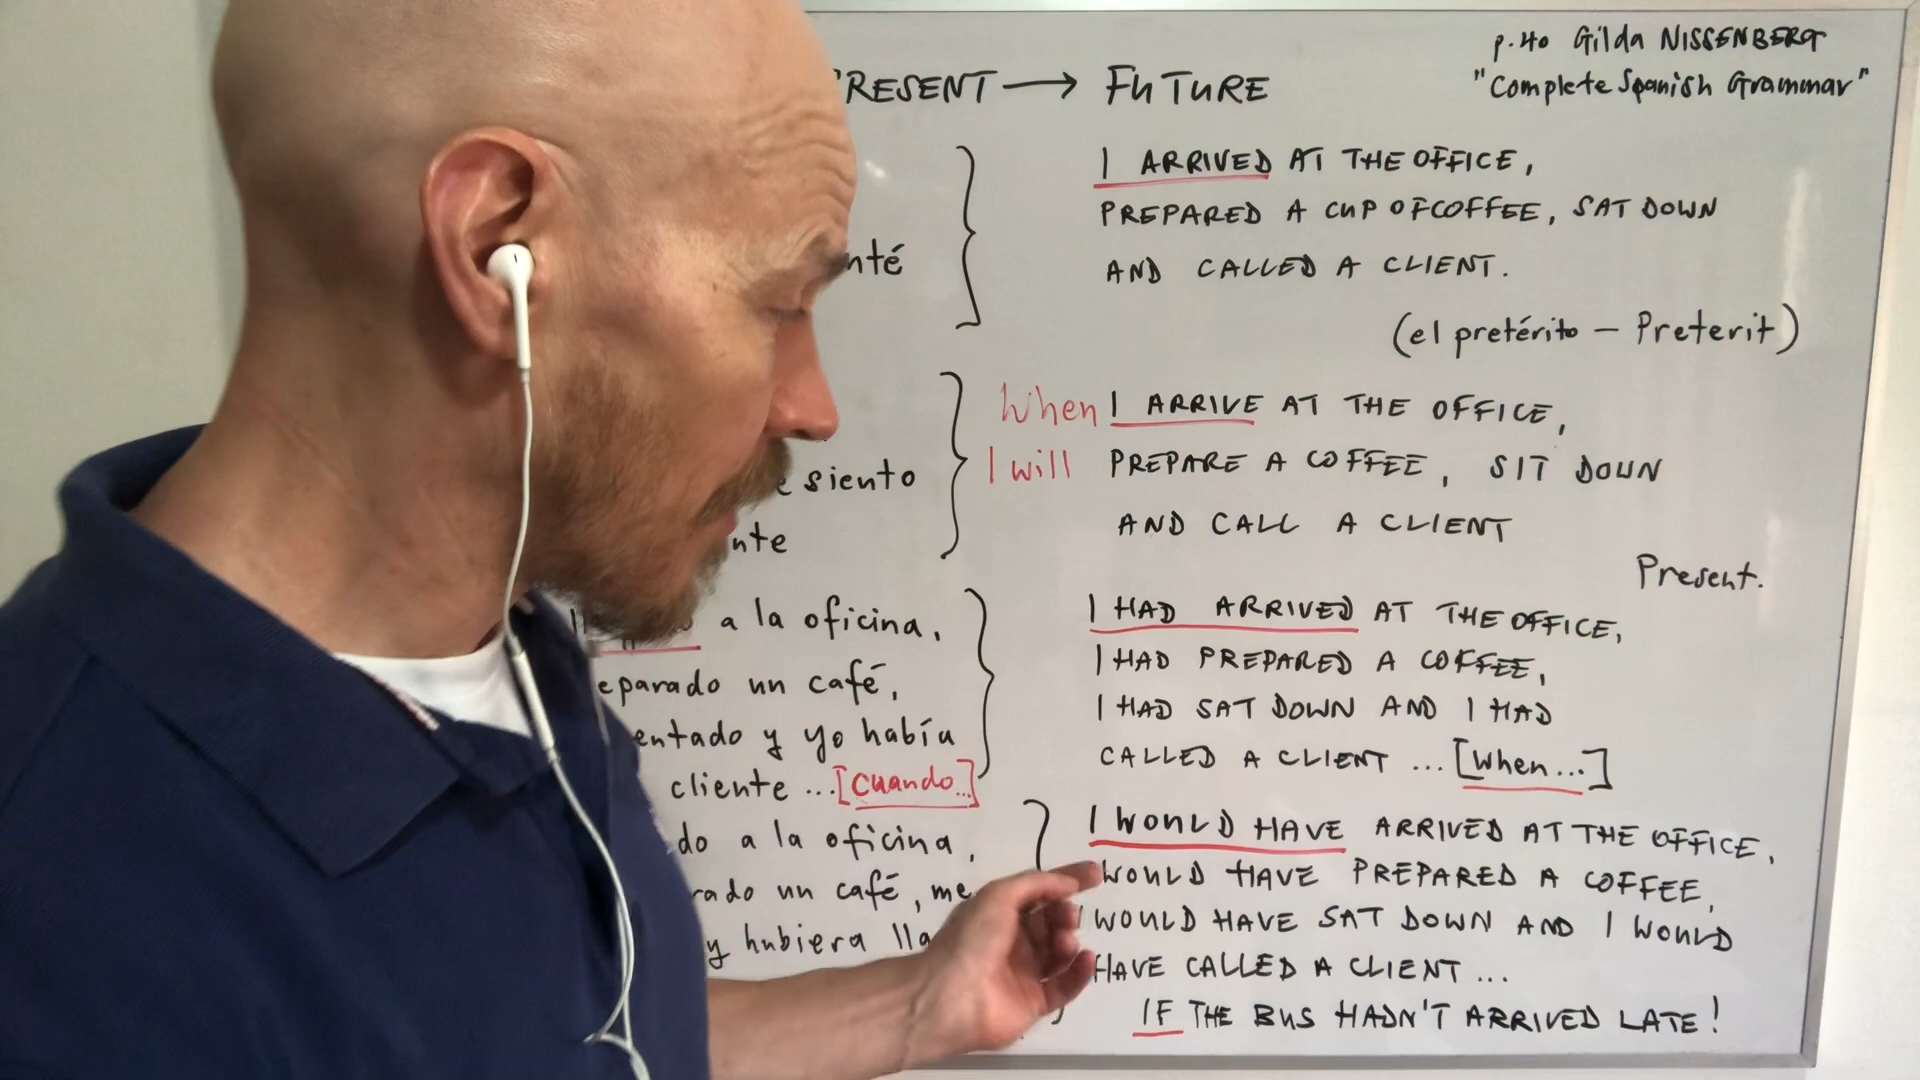 p.40 Gilda NISSENBERG
"Complete Spanish Grammar"
RESENT → FUTURE
nté
e siento
nte
a la oficina,
eparado un café,
entado y yo había
cliente ...[cuando...]
do a la oficina,
rado un café, me
y hubiera lla
I ARRIVED AT THE OFFICE,
PREPARED A CUP OF COFFEE, SAT DOWN
AND CALLED A CLIENT.
(el pretérito — Preterit)
When I ARRIVE AT THE OFFICE,
I will PREPARE A COFFEE, SIT DOWN
AND CALL A CLIENT
Present.
I HAD ARRIVED AT THE OFFICE,
I HAD PREPARED A COFFEE,
I HAD SAT DOWN AND I HAD
CALLED A CLIENT ... [when...]
I WOULD HAVE ARRIVED AT THE OFFICE,
WOULD HAVE PREPARED A COFFEE,
I WOULD HAVE SAT DOWN AND I WOULD
HAVE CALLED A CLIENT ...
IF THE BUS HADN'T ARRIVED LATE!